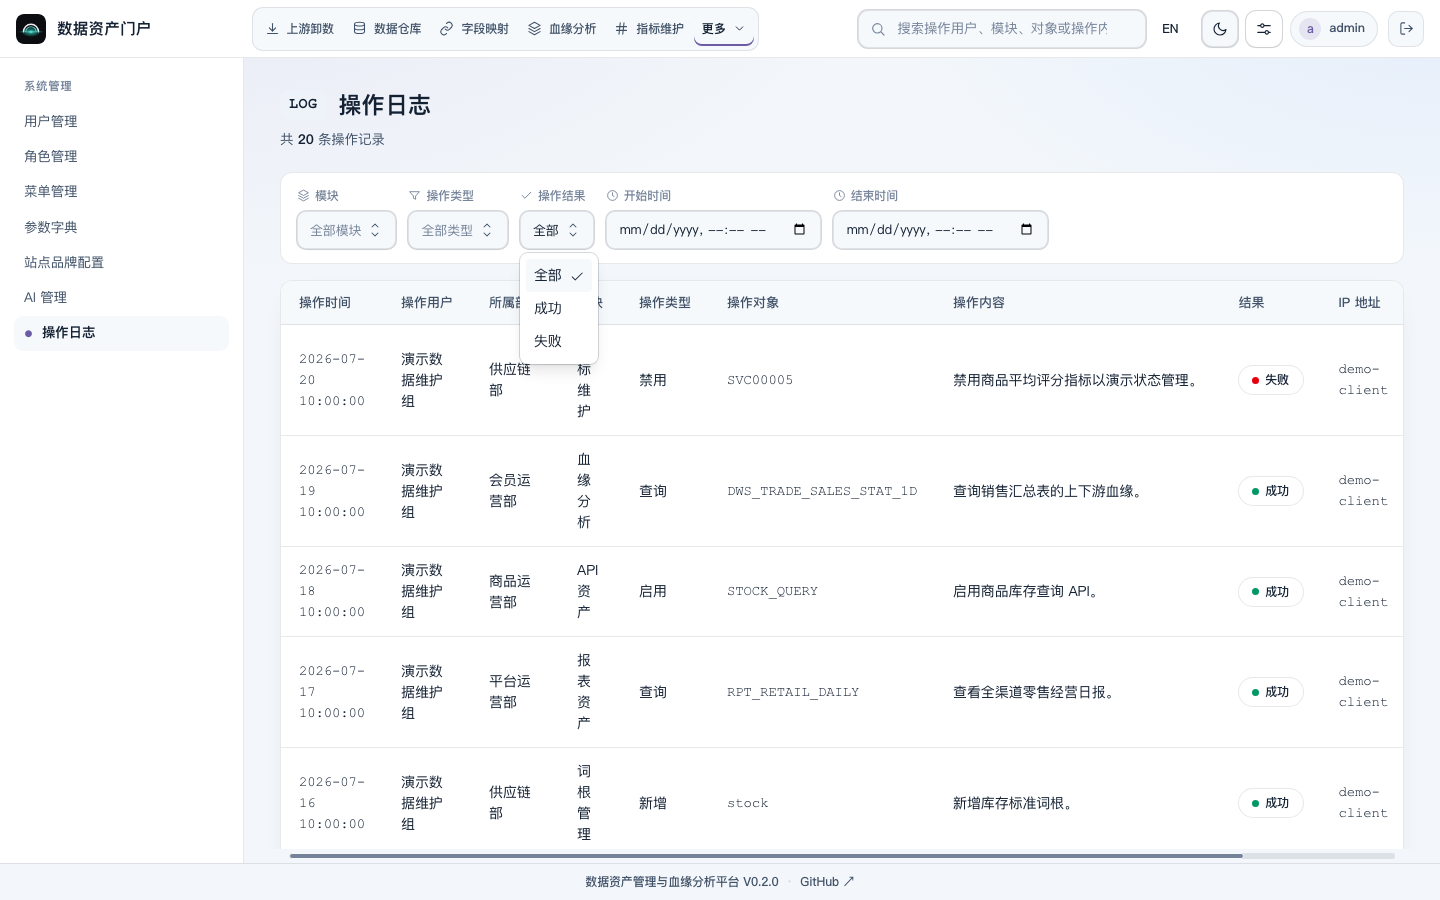 数据资产门户
上游卸数
数据仓库
字段映射
血缘分析
指标维护
更多
搜索操作用户、模块、对象或操作内
EN
a
admin
系统管理
用户管理
角色管理
菜单管理
参数字典
站点品牌配置
AI 管理
操作日志
LOG
操作日志
共 20 条操作记录
模块
操作类型
操作结果
开始时间
结束时间
全部模块
全部类型
全部
mm/dd/yyyy, --:-- --
mm/dd/yyyy, --:-- --
全部
成功
失败
操作时间
操作用户
所属
操作类型
操作对象
操作内容
结果
IP 地址
2026-07-
20
10:00:00
演示数
据维护
组
供应链
部
标
维
护
禁用
SVC00005
禁用商品平均评分指标以演示状态管理。
失败
demo-
client
2026-07-
19
10:00:00
演示数
据维护
组
会员运
营部
血
缘
分
析
查询
DWS_TRADE_SALES_STAT_1D
查询销售汇总表的上下游血缘。
成功
demo-
client
2026-07-
18
10:00:00
演示数
据维护
组
商品运
营部
API
资
产
启用
STOCK_QUERY
启用商品库存查询 API。
成功
demo-
client
2026-07-
17
10:00:00
演示数
据维护
组
平台运
营部
报
表
资
产
查询
RPT_RETAIL_DAILY
查看全渠道零售经营日报。
成功
demo-
client
2026-07-
16
10:00:00
演示数
据维护
组
供应链
部
词
根
管
理
新增
stock
新增库存标准词根。
成功
demo-
client
数据资产管理与血缘分析平台 V0.2.0 · GitHub ↗